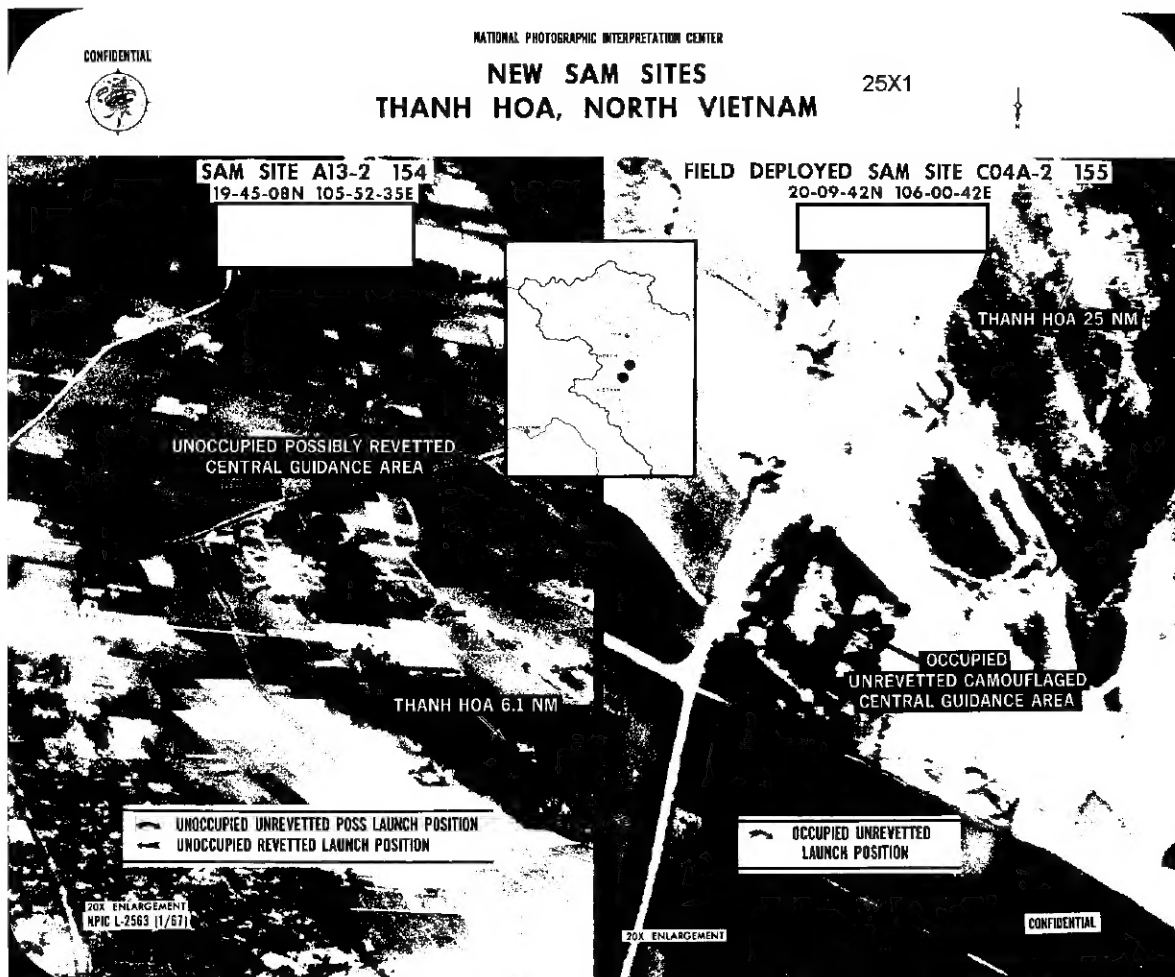 NATIONAL PHOTOGRAPHIC INTERPRETATION CENTER
CONFIDENTIAL
NEW SAM SITES
THANH HOA, NORTH VIETNAM
25X1
N
SAM SITE A13-2 154
19-45-08N 105-52-35E
FIELD DEPLOYED SAM SITE C04A-2 155
20-09-42N 106-00-42E
THANH HOA 25 NM
NORTH
VIETNAM
UNOCCUPIED POSSIBLY REVETTED
CENTRAL GUIDANCE AREA
OCCUPIED
UNREVETTED CAMOUFLAGED
CENTRAL GUIDANCE AREA
THANH HOA 6.1 NM
UNOCCUPIED UNREVETTED POSS LAUNCH POSITION
UNOCCUPIED REVETTED LAUNCH POSITION
OCCUPIED UNREVETTED
LAUNCH POSITION
20X ENLARGEMENT
NPIC L-2563 (1/67)
20X ENLARGEMENT
CONFIDENTIAL